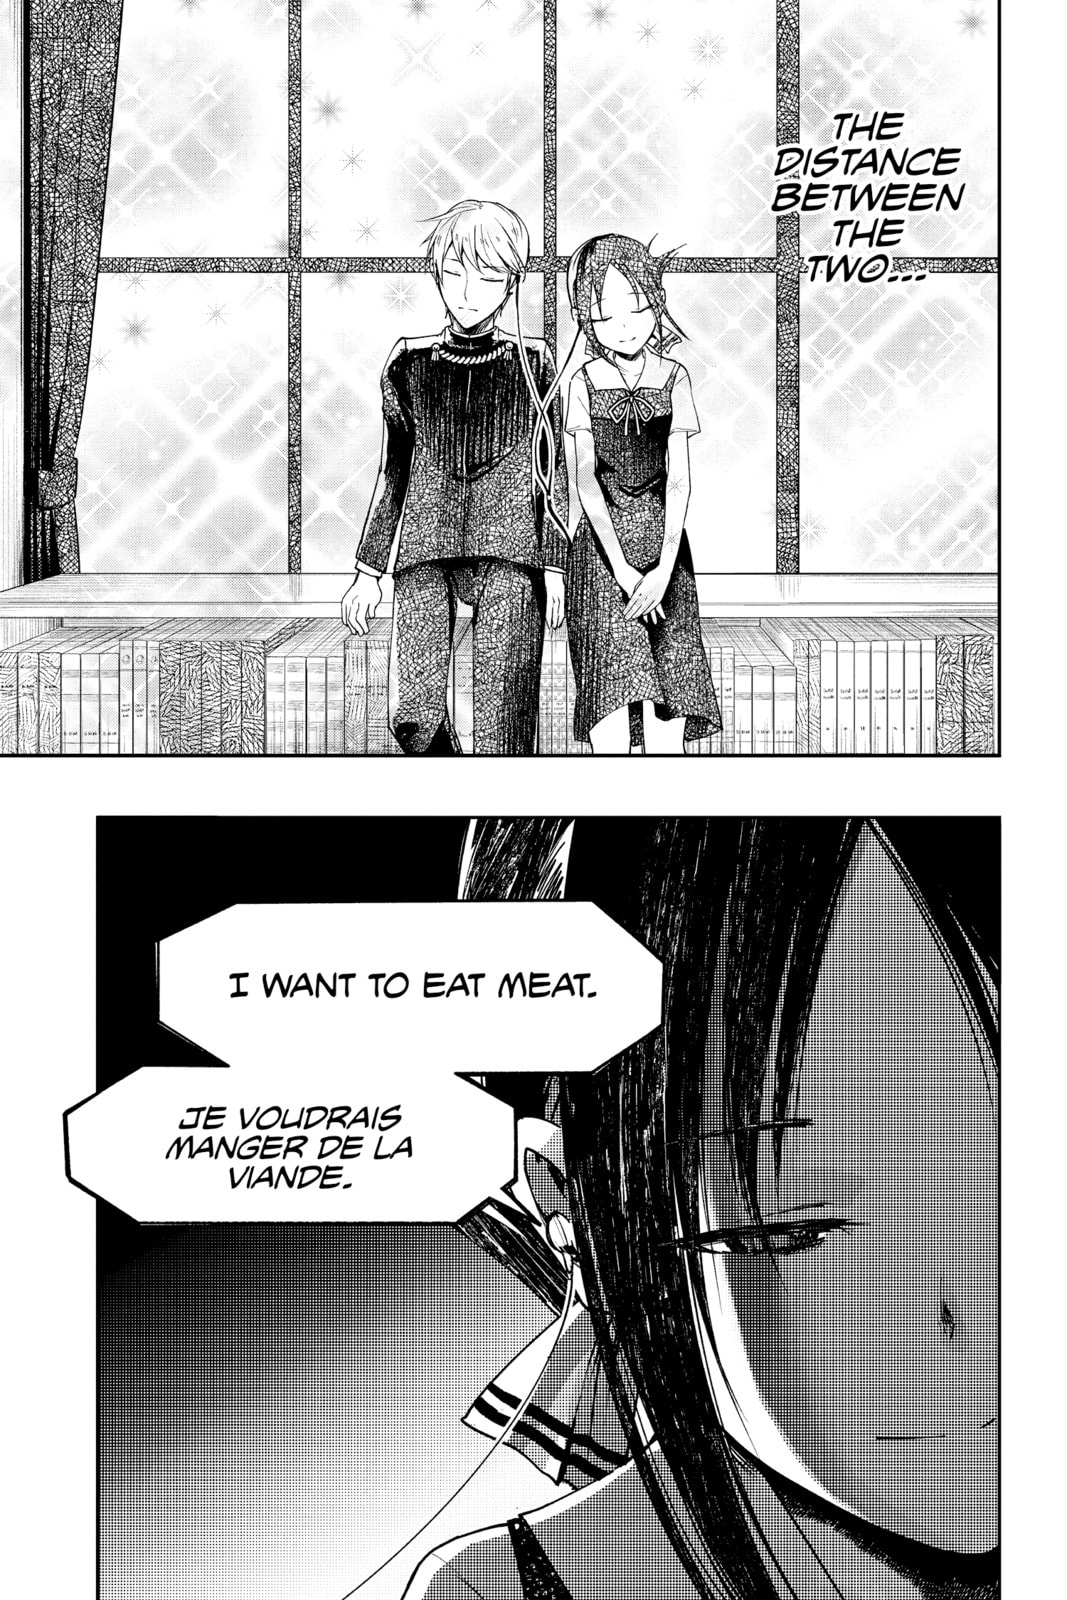 THE
DISTANCE
BETWEEN
THE
TWO...
I WANT TO EAT MEAT.
JE VOUDRAIS
MANGER DE LA
VIANDE.